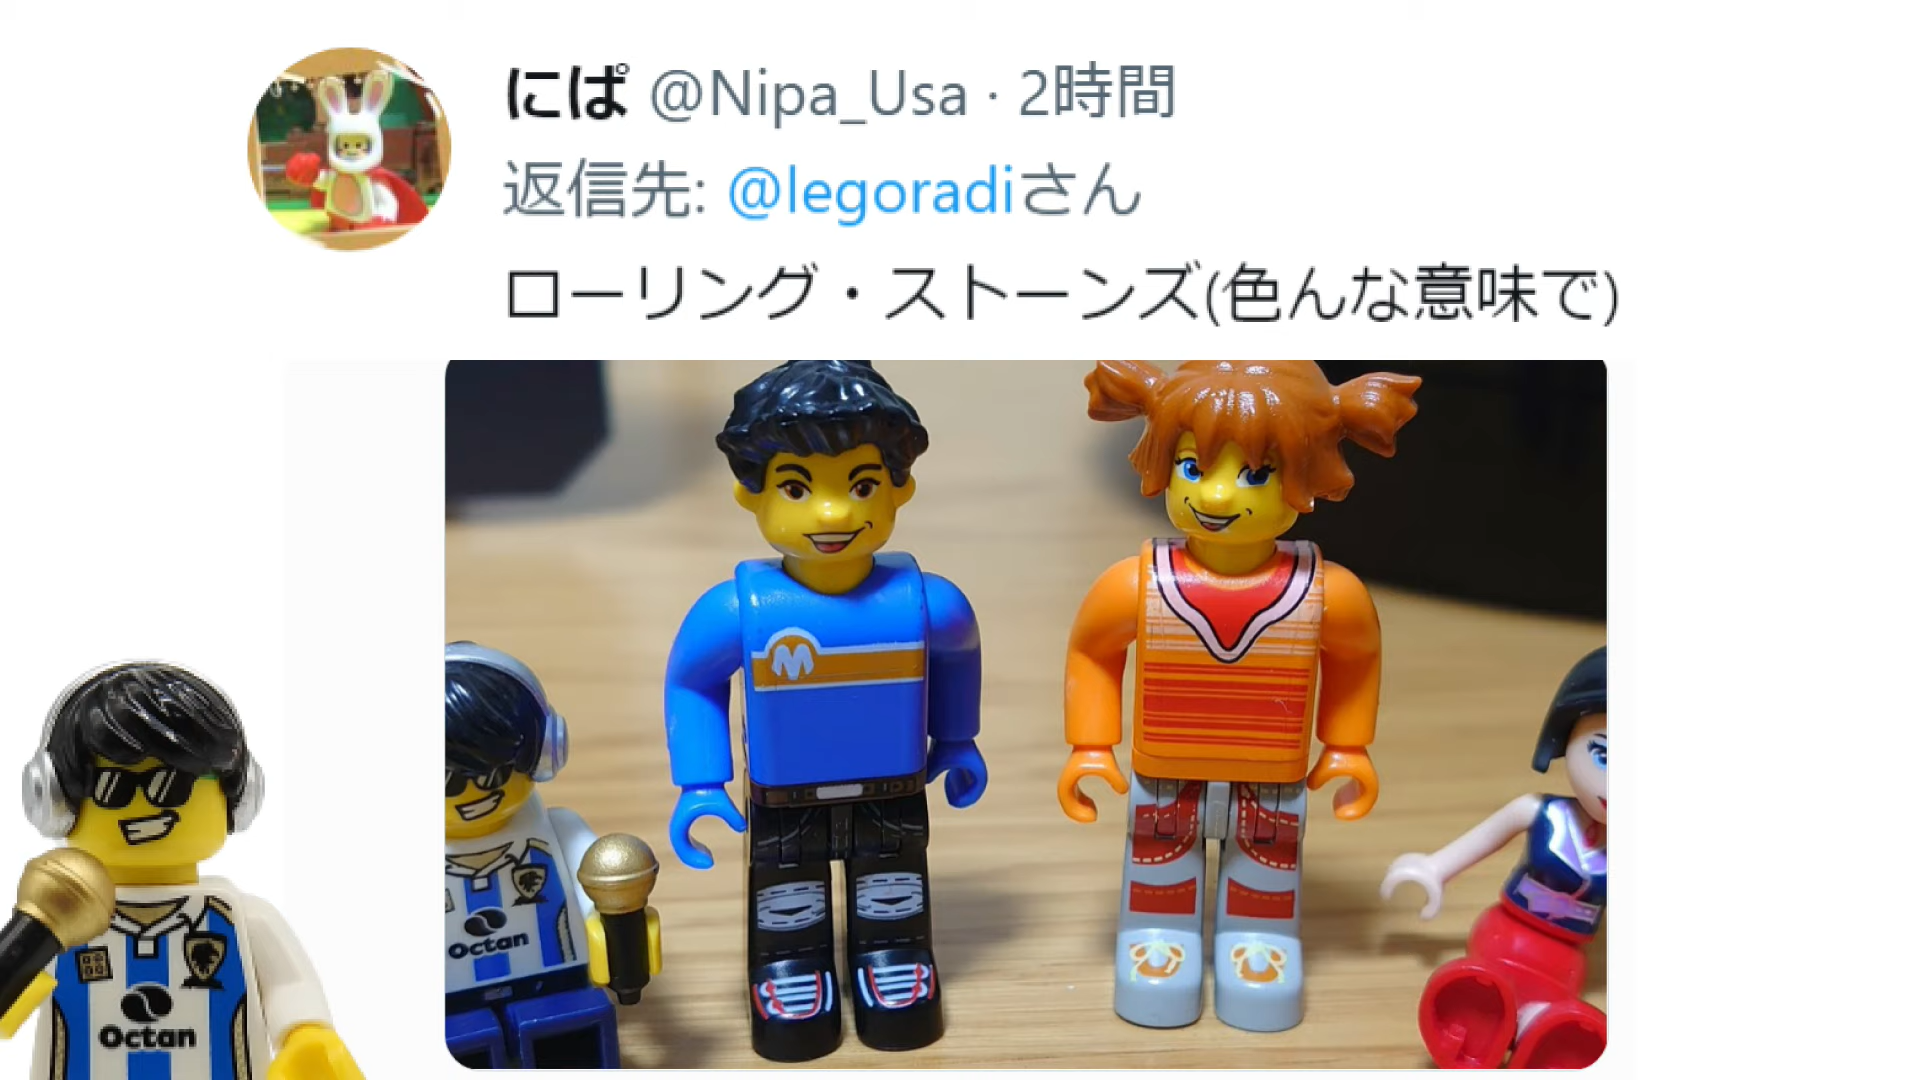 にぱ @Nipa_Usa · 2時間
返信先: @legoradiさん
ローリング・ストーンズ(色んな意味で)
M
Octan
Octan